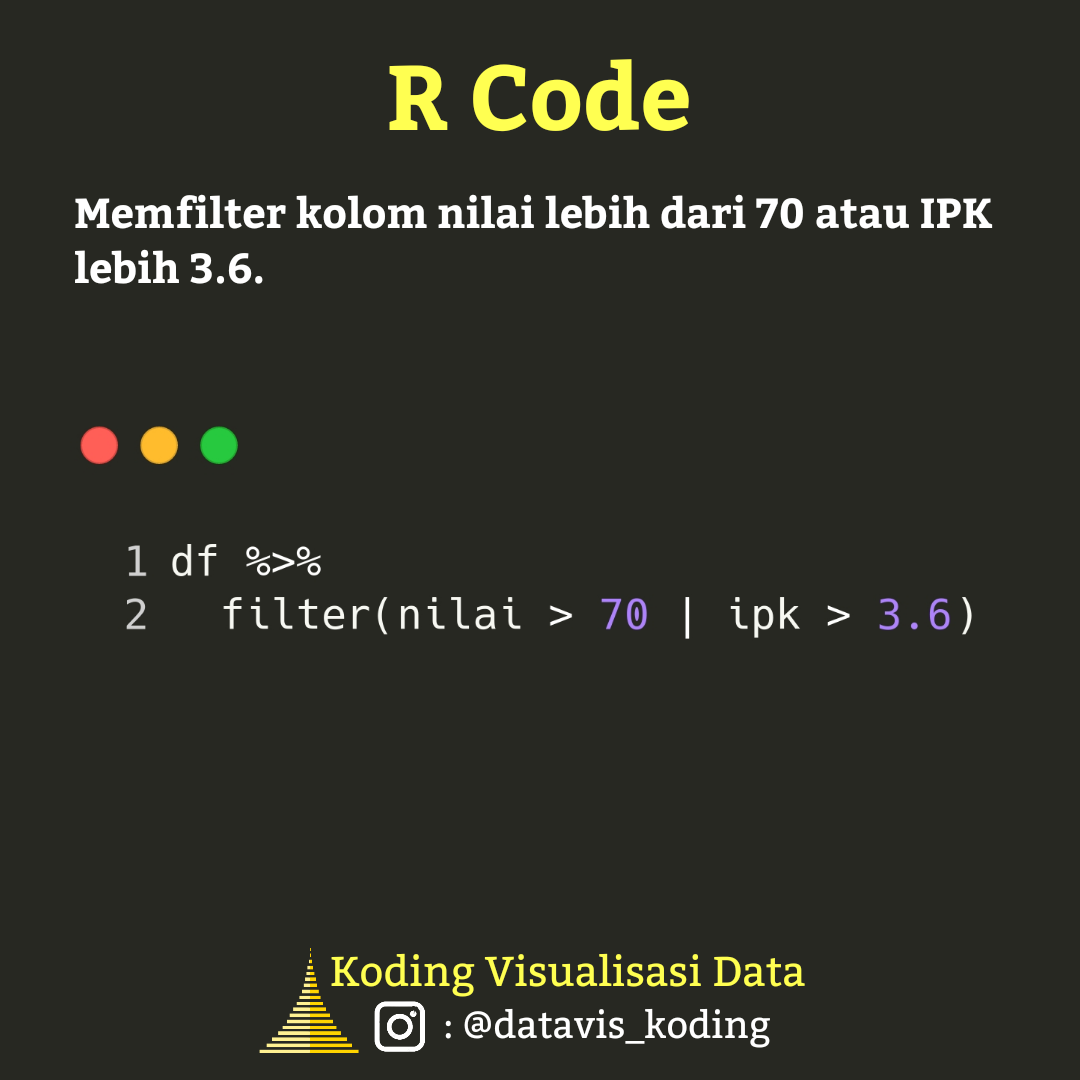 R Code
Memfilter kolom nilai lebih dari 70 atau IPK
lebih 3.6.
1 df %>%
2   filter(nilai > 70 | ipk > 3.6)
Koding Visualisasi Data
: @datavis_koding